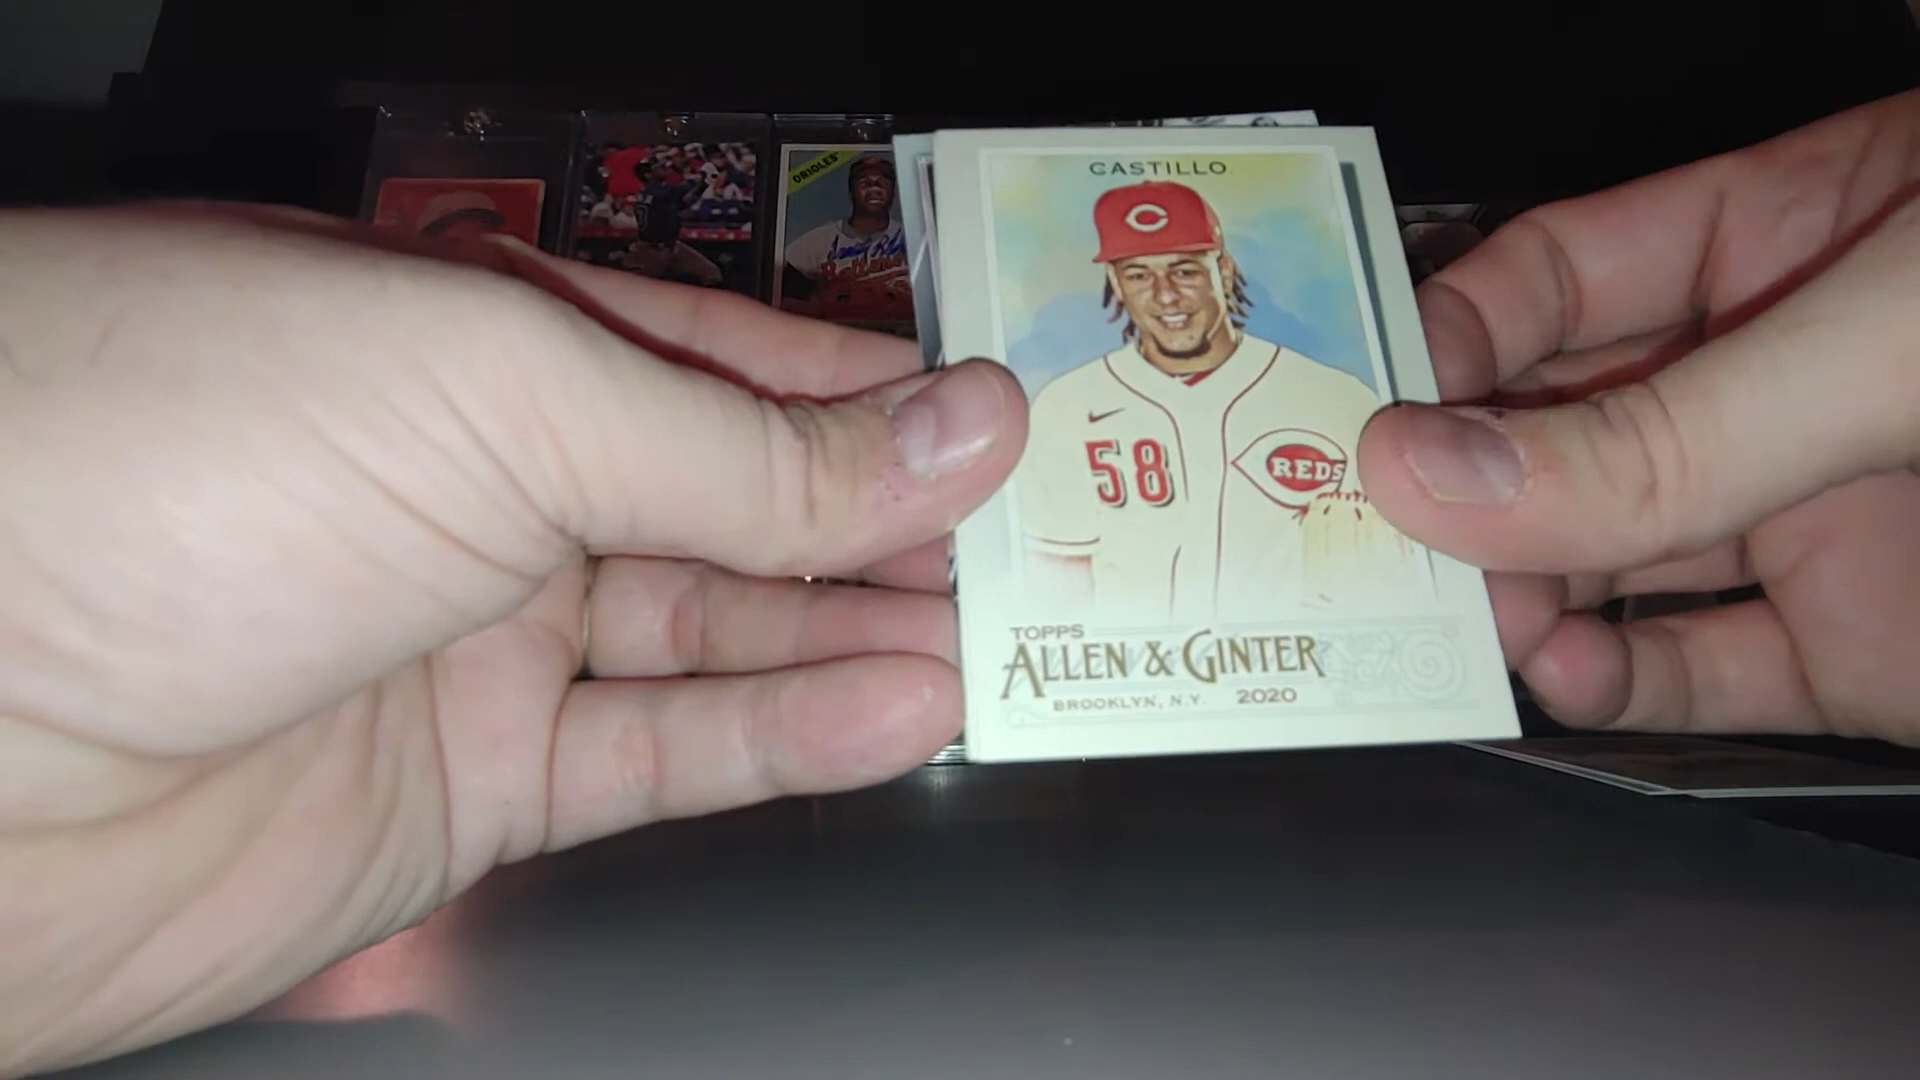 ORIOLES
CASTILLO
C
58
REDS
TOPPS
ALLEN & GINTER
BROOKLYN, N.Y. 2020